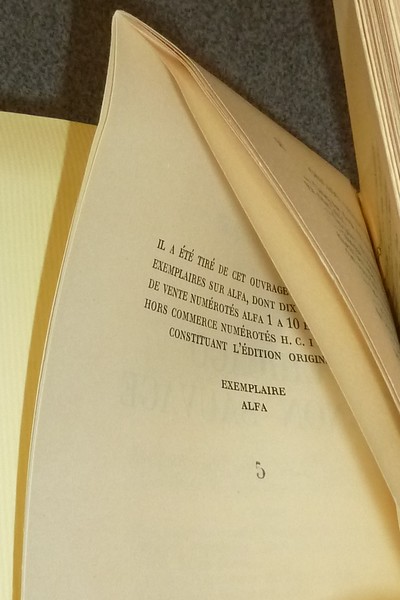 IL A ÉTÉ TIRÉ DE CET OUVRAGE
EXEMPLAIRES SUR ALFA, DONT DIX
DE VENTE NUMÉROTÉS ALFA 1 A 10
HORS COMMERCE NUMÉROTÉS H. C. I
CONSTITUANT L'ÉDITION ORIGIN
EXEMPLAIRE
ALFA
5